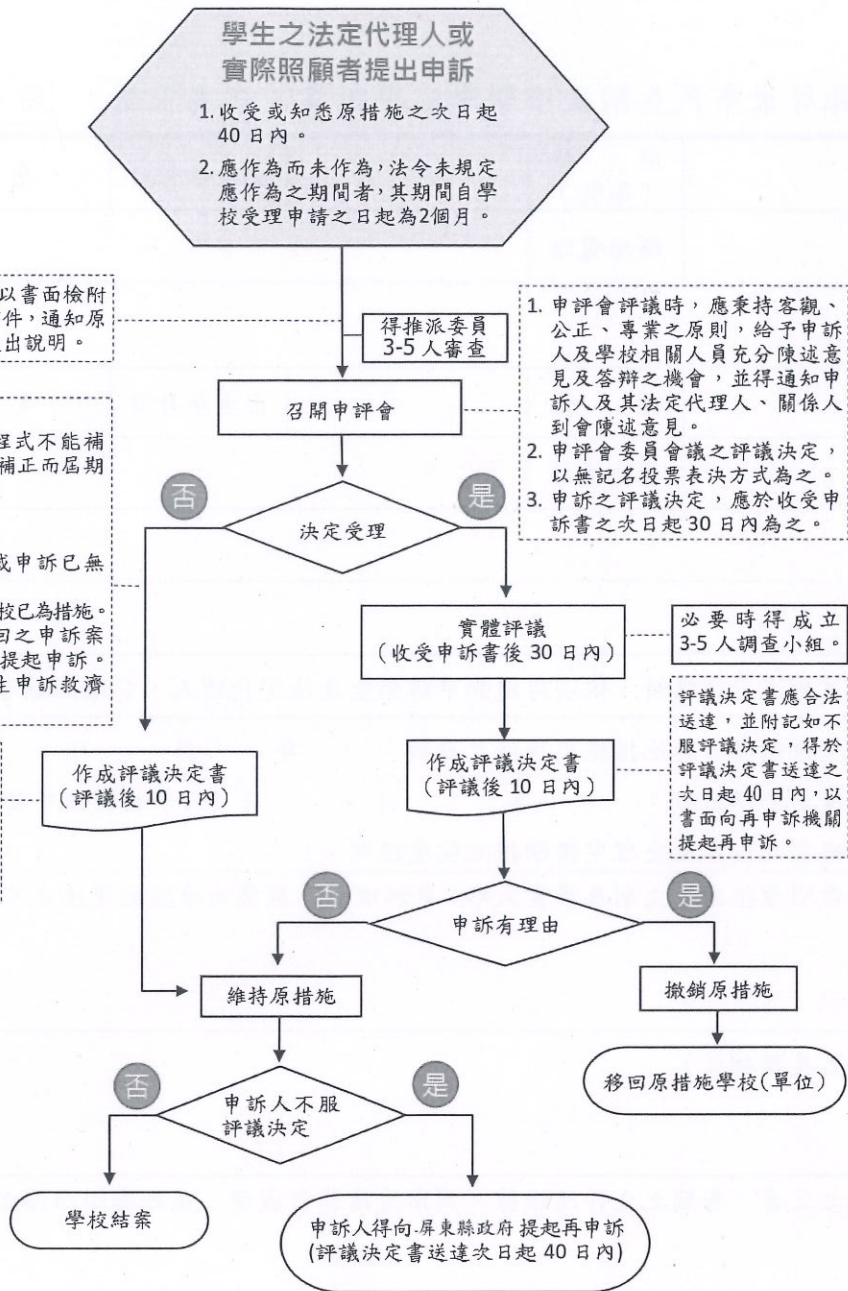 學生之法定代理人或
實際照顧者提出申訴
1. 收受或知悉原措施之次日起
40 日內。
2. 應作為而未作為,法令未規定
應作為之期間者,其期間自學
校受理申請之日起為2個月。
以書面檢附
件,通知原
出說明。
得推派委員
3-5 人審查
召開申評會
1. 申評會評議時,應秉持客觀、
公正、專業之原則,給予申訴
人及學校相關人員充分陳述意
見及答辯之機會,並得通知申
訴人及其法定代理人、關係人
到會陳述意見。
2. 申評會委員會議之評議決定,
以無記名投票表決方式為之。
3. 申訴之評議決定,應於收受申
訴書之次日起 30 日內為之。
程式不能補
補正而屆期
或申訴已無
校已為措施。
回之申訴案
提起申訴。
生申訴救濟
否
是
決定受理
實體評議
(收受申訴書後 30 日內)
必要時得成立
3-5 人調查小組。
作成評議決定書
(評議後 10 日內)
作成評議決定書
(評議後 10 日內)
評議決定書應合法
送達,並附記如不
服評議決定,得於
評議決定書送達之
次日起 40 日內,以
書面向再申訴機關
提起再申訴。
否
是
申訴有理由
維持原措施
撤銷原措施
移回原措施學校(單位)
否
是
申訴人不服
評議決定
學校結案
申訴人得向 屏東縣政府 提起再申訴
(評議決定書送達次日起 40 日內)